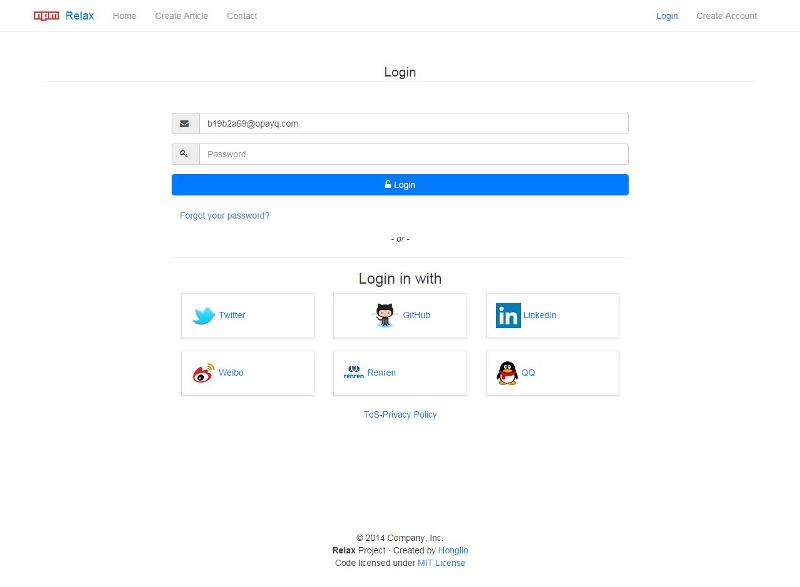 npm Relax Home Create Article Contact Login Create Account
Login
b19b2a69@opayq.com
Password
Login
Forgot your password?
- or -
Login in with
Twitter GitHub in LinkedIn
Weibo renren Renren QQ
ToS-Privacy Policy
© 2014 Company, Inc.
Relax Project · Created by Honglio
Code licensed under MIT License